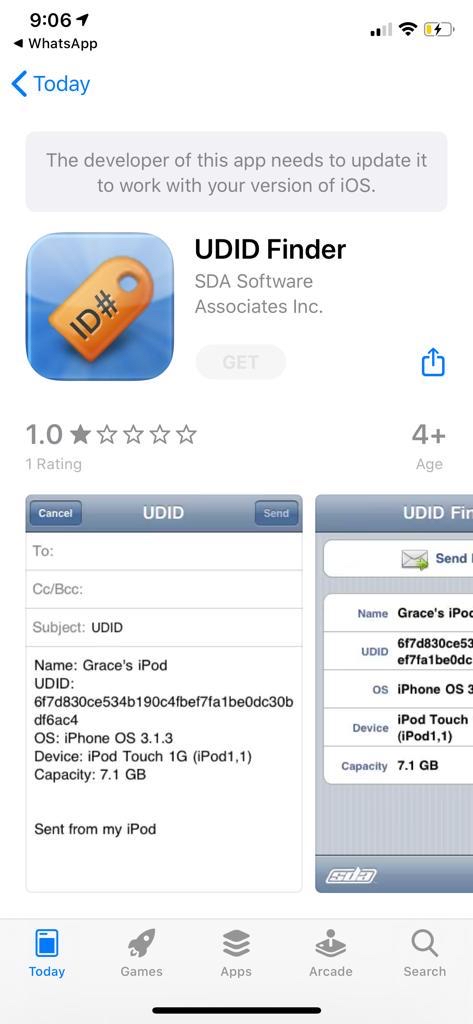 9:06
WhatsApp
Today
The developer of this app needs to update it
to work with your version of iOS.
ID#
UDID Finder
SDA Software
Associates Inc.
GET
1.0
4+
1 Rating
Age
Cancel
UDID
Send
To:
Cc/Bcc:
Subject: UDID
Name: Grace's iPod
UDID:
6f7d830ce534b190c4fbef7fa1be0dc30b
df6ac4
OS: iPhone OS 3.1.3
Device: iPod Touch 1G (iPod1,1)
Capacity: 7.1 GB
Sent from my iPod
UDID Fin
Send
Name Grace's iPod
UDID 6f7d830ce53
ef7fa1be0dc
OS iPhone OS 3
Device iPod Touch
(iPod1,1)
Capacity 7.1 GB
sda
Today
Games
Apps
Arcade
Search